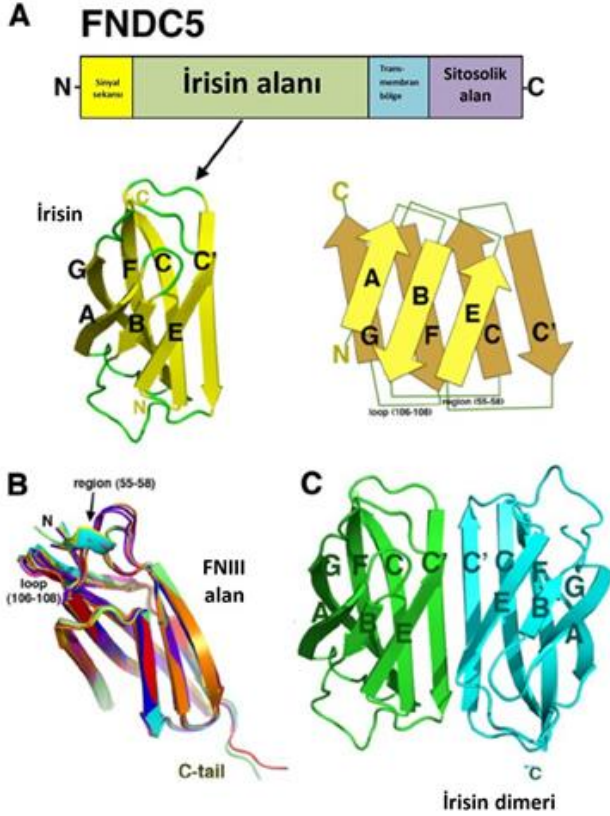 A
FNDC5
N-
Sinyal
sekansı
İrisin alanı
Trans-
membran
bölge
Sitosolik
alan
-C
İrisin
C
G
F
C
C'
A
B
E
N
C
A
B
E
G
F
C
C'
N
loop (106-108)
region (55-58)
B
region (55-58)
N
loop
(106-108)
FNIII
alan
C-tail
C
G
F
C
C'
A
B
E
C'
C
F
G
E
B
A
C
İrisin dimeri